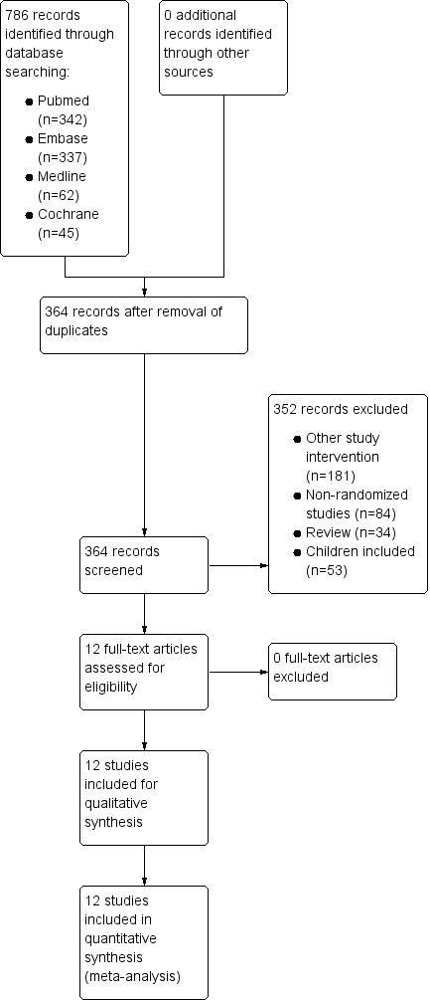 786 records
identified through
database
searching:
● Pubmed
(n=342)
● Embase
(n=337)
● Medline
(n=62)
● Cochrane
(n=45)
0 additional
records identified
through other
sources
364 records after removal of
duplicates
352 records excluded
● Other study
intervention
(n=181)
● Non-randomized
studies (n=84)
● Review (n=34)
● Children included
(n=53)
364 records
screened
12 full-text articles
assessed for
eligibility
0 full-text articles
excluded
12 studies
included for
qualitative
synthesis
12 studies
included in
quantitative
synthesis
(meta-analysis)